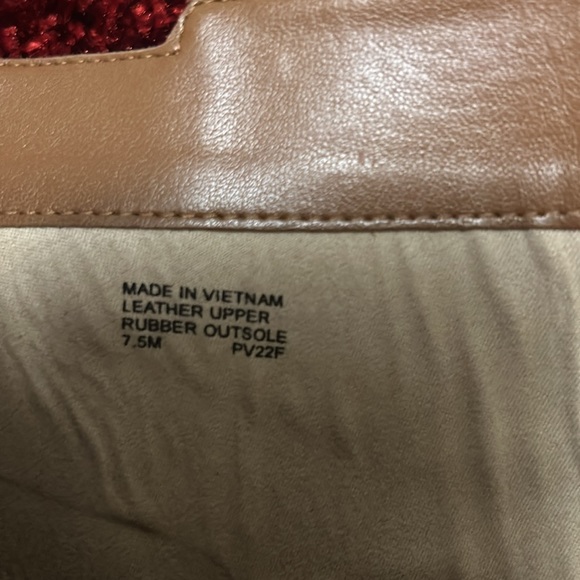 MADE IN VIETNAM
LEATHER UPPER
RUBBER OUTSOLE
7.5M PV22F